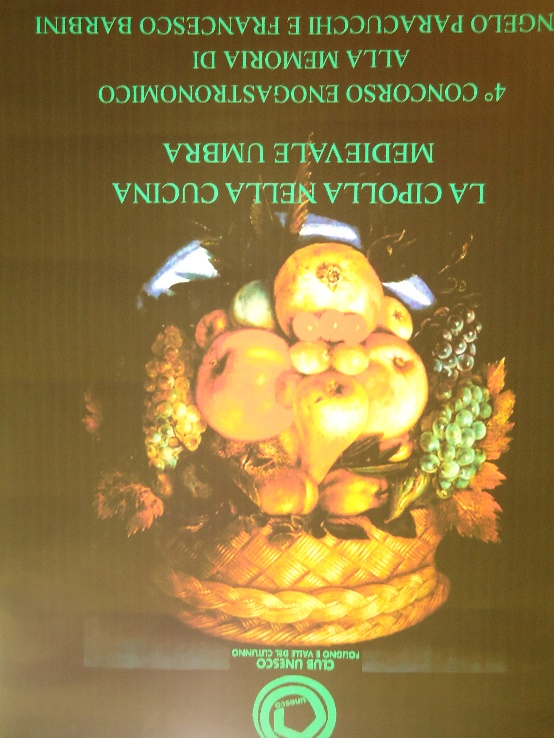 unesco
CLUB UNESCO
FOLIGNO E VALLE DEL CLITUNNO
LA CIPOLLA NELLA CUCINA
MEDIEVALE UMBRA
4° CONCORSO ENOGASTRONOMICO
ALLA MEMORIA DI
NGELO PARACUCCHI E FRANCESCO BARBINI